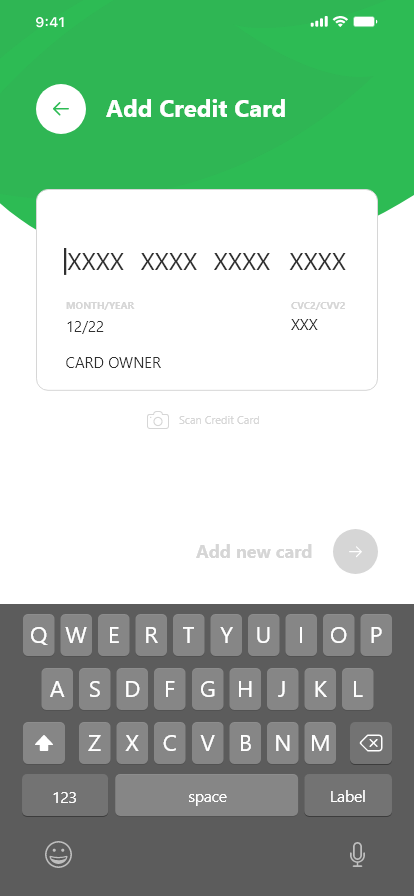 9:41
Add Credit Card
XXXX XXXX XXXX XXXX
MONTH/YEAR CVC2/CVV2
12/22 XXX
CARD OWNER
Scan Credit Card
Add new card
Q W E R T Y U I O P
A S D F G H J K L
Z X C V B N M
123 space Label